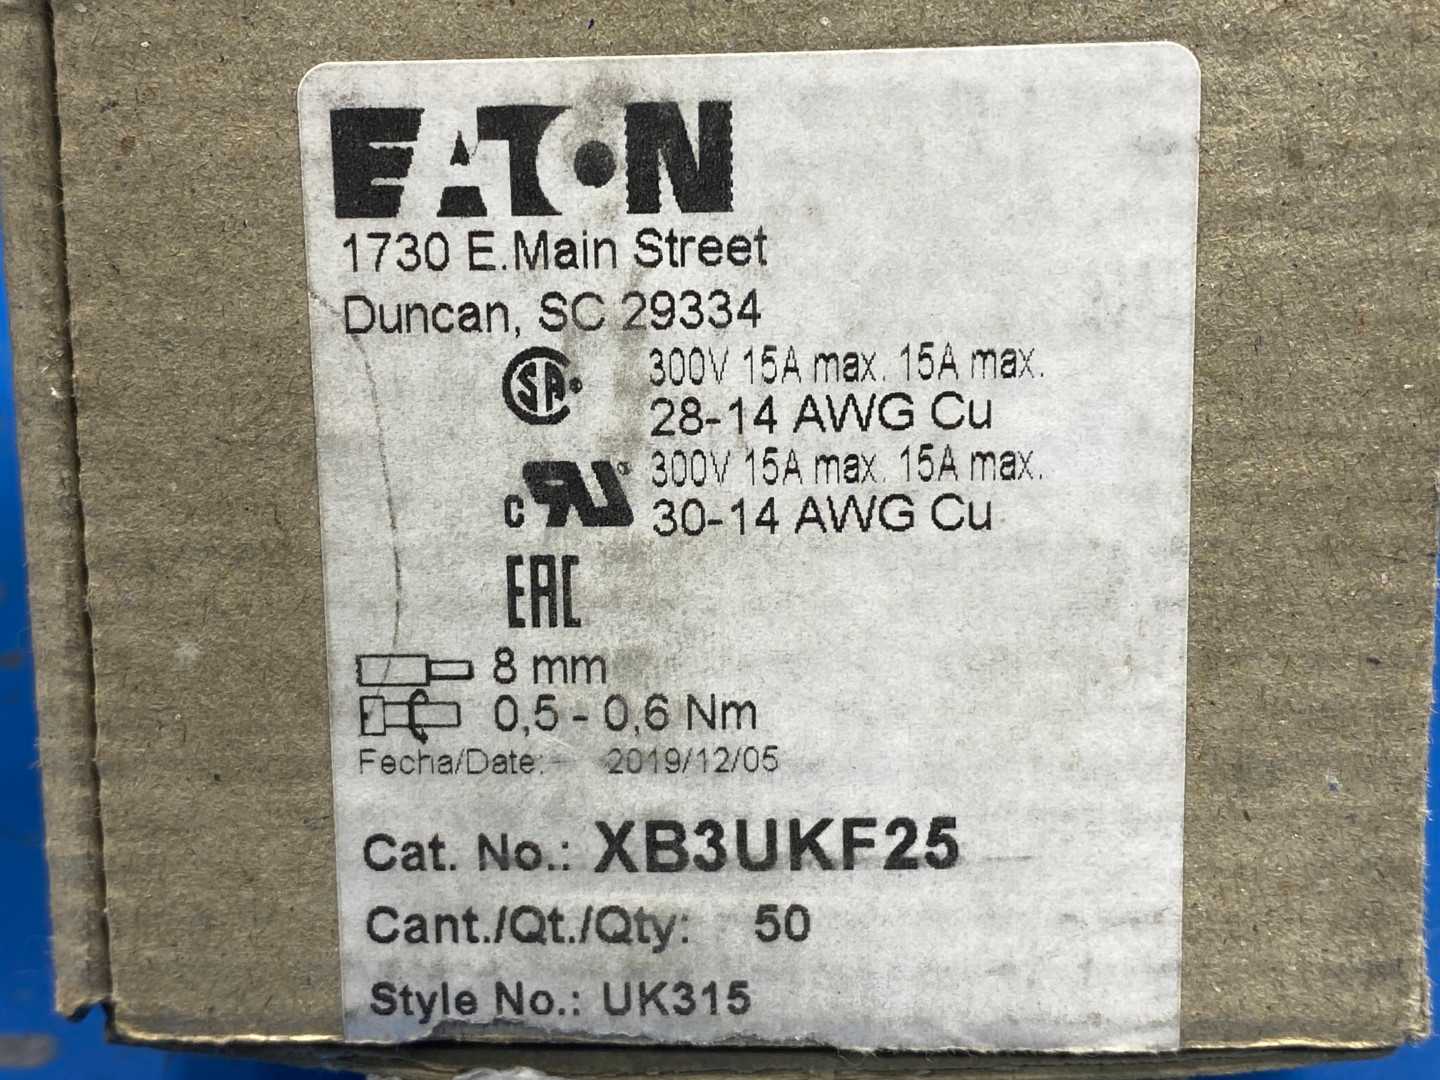 EATON
1730 E.Main Street
Duncan, SC 29334
300V 15A max. 15A max.
28-14 AWG Cu
300V 15A max. 15A max.
30-14 AWG Cu
EAC
8 mm
0,5 - 0,6 Nm
Fecha/Date: 2019/12/05
Cat. No.: XB3UKF25
Cant./Qt./Qty: 50
Style No.: UK315